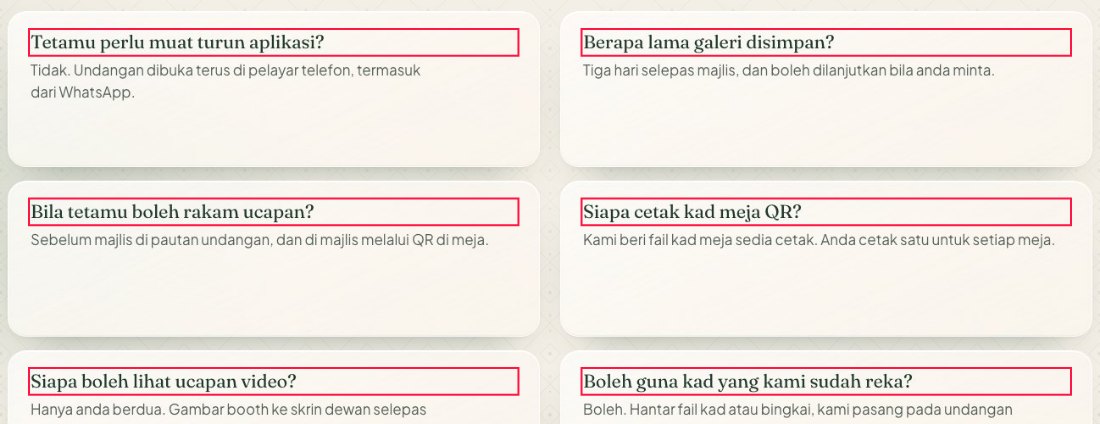 Tetamu perlu muat turun aplikasi?
Tidak. Undangan dibuka terus di pelayar telefon, termasuk
dari WhatsApp.
Berapa lama galeri disimpan?
Tiga hari selepas majlis, dan boleh dilanjutkan bila anda minta.
Bila tetamu boleh rakam ucapan?
Sebelum majlis di pautan undangan, dan di majlis melalui QR di meja.
Siapa cetak kad meja QR?
Kami beri fail kad meja sedia cetak. Anda cetak satu untuk setiap meja.
Siapa boleh lihat ucapan video?
Hanya anda berdua. Gambar booth ke skrin dewan selepas
Boleh guna kad yang kami sudah reka?
Boleh. Hantar fail kad atau bingkai, kami pasang pada undangan